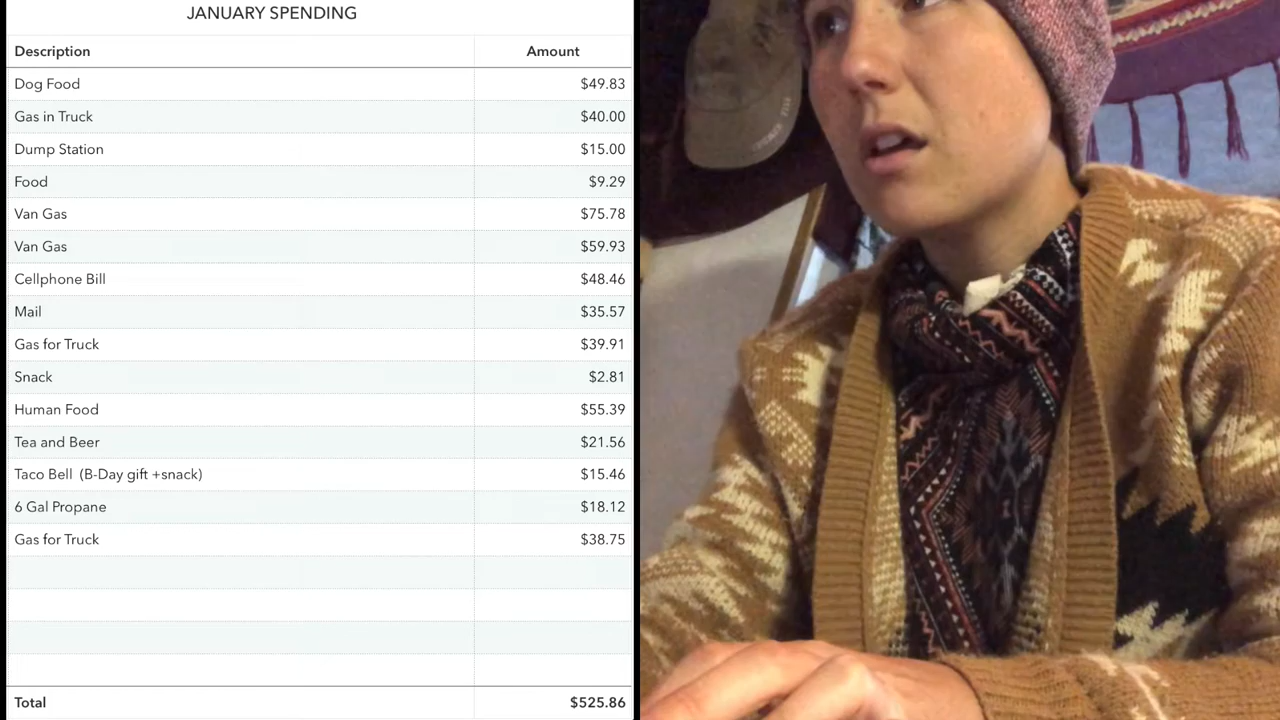 JANUARY SPENDING
Description Amount
Dog Food $49.83
Gas in Truck $40.00
Dump Station $15.00
Food $9.29
Van Gas $75.78
Van Gas $59.93
Cellphone Bill $48.46
Mail $35.57
Gas for Truck $39.91
Snack $2.81
Human Food $55.39
Tea and Beer $21.56
Taco Bell (B-Day gift +snack) $15.46
6 Gal Propane $18.12
Gas for Truck $38.75
Total $525.86